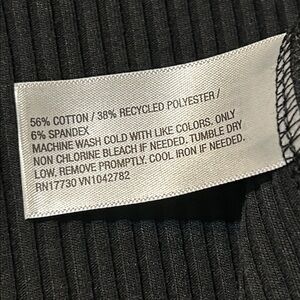 56% COTTON / 38% RECYCLED POLYESTER /
6% SPANDEX
MACHINE WASH COLD WITH LIKE COLORS. ONLY
NON CHLORINE BLEACH IF NEEDED. TUMBLE DRY
LOW, REMOVE PROMPTLY. COOL IRON IF NEEDED.
RN17730 VN1042782